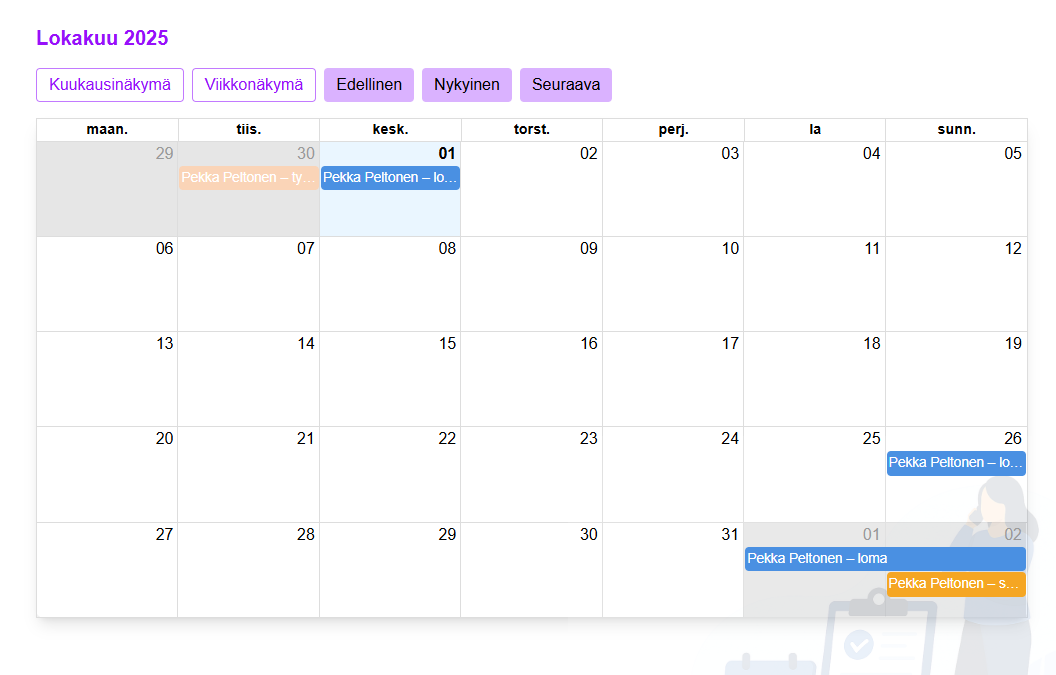 Lokakuu 2025
Kuukausinäkymä Viikkonäkymä Edellinen Nykyinen Seuraava
maan. tiis. kesk. torst. perj. la sunn.
29 30 01 02 03 04 05
Pekka Peltonen – ty... Pekka Peltonen – lo...
06 07 08 09 10 11 12
13 14 15 16 17 18 19
20 21 22 23 24 25 26
Pekka Peltonen – lo...
27 28 29 30 31 01 02
Pekka Peltonen – loma
Pekka Peltonen – s...